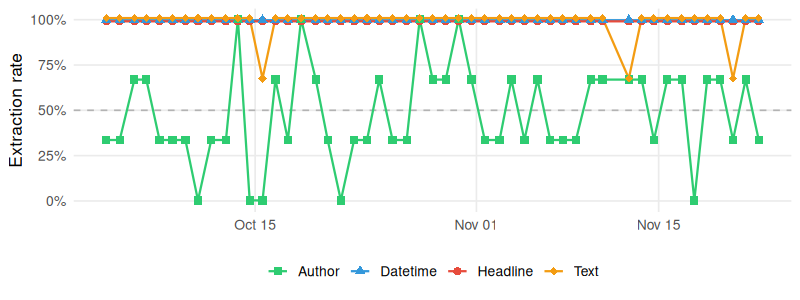 Extraction rate
100%
75%
50%
25%
0%
Oct 15
Nov 01
Nov 15
Author Datetime Headline Text